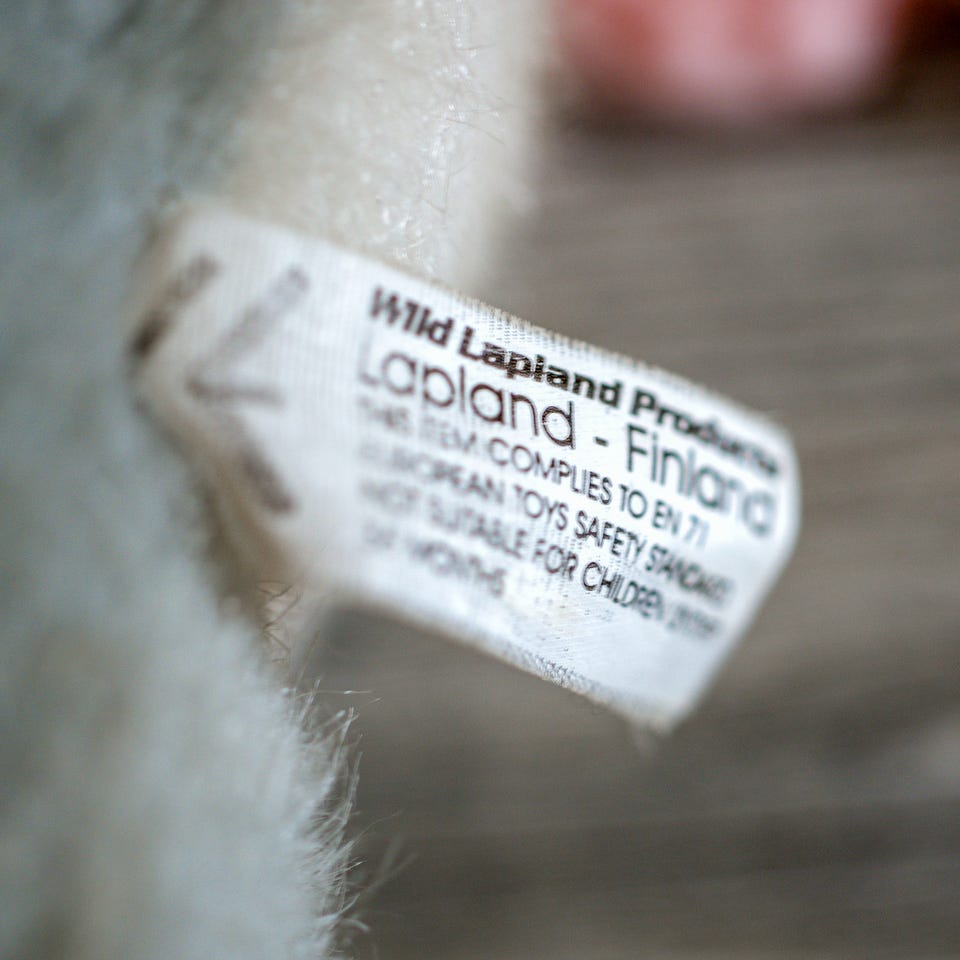 Wild Lapland Products
Lapland - Finland
THIS ITEM COMPLIES TO EN 71
EUROPEAN TOYS SAFETY STANDARD
NOT SUITABLE FOR CHILDREN
MONTHS